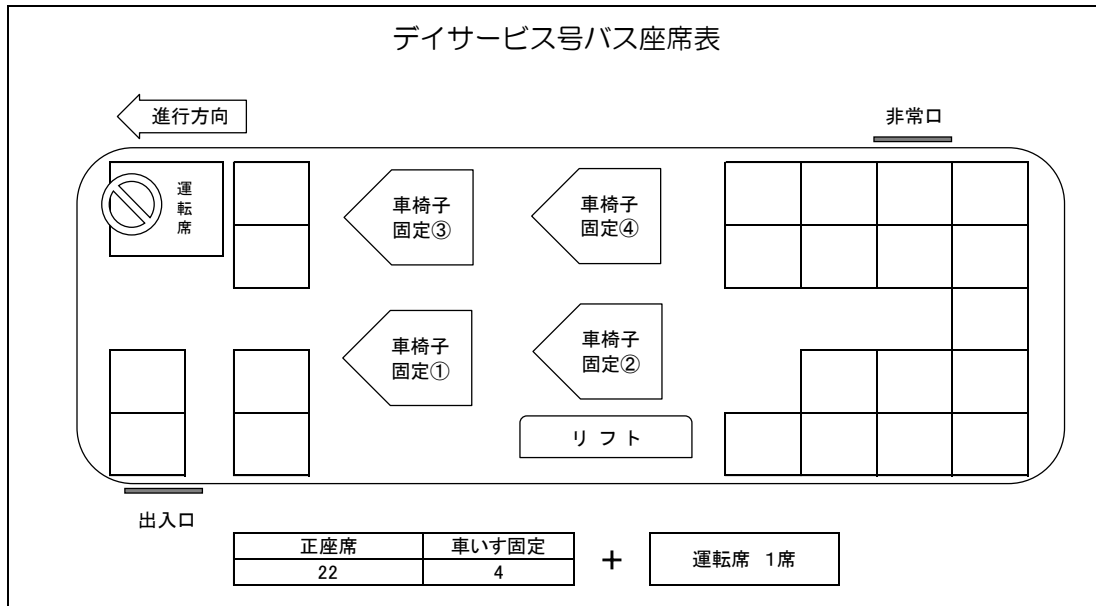 デイサービス号バス座席表
進行方向
非常口
運転席
車椅子
固定③
車椅子
固定④
車椅子
固定①
車椅子
固定②
リフト
出入口
正座席 車いす固定
22 4
＋
運転席 1席